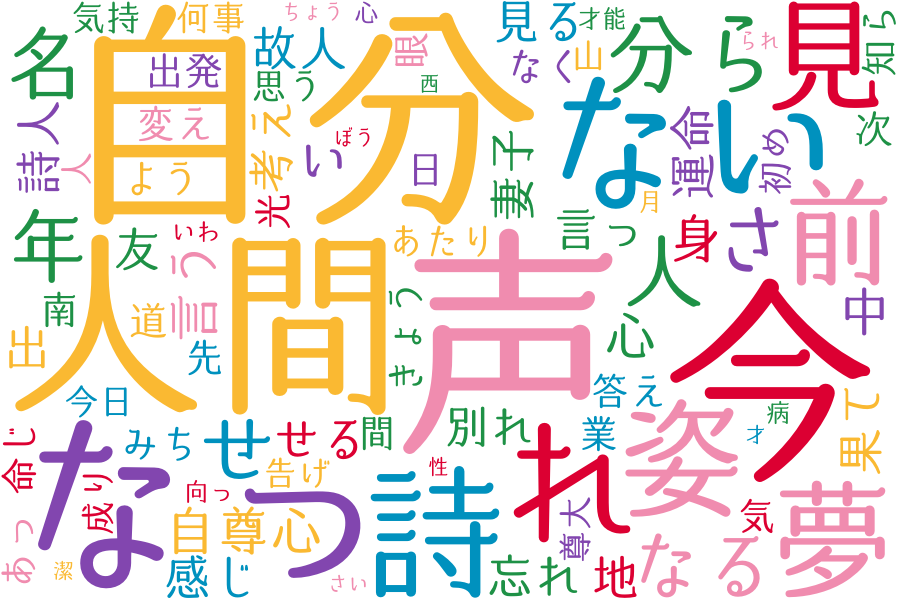 気持
何事
ちょう
心
見る
才能
見
知ら
名
自分
故人
眼
なく
山
分
ら
られ
出発
思う
西
ない
い
詩人
人
変え
考え
ぼう
い
日
妻子
運命
初め
次
よう
光
月
年
友
いわ
う
あたり
言っ
人
身
さ
前
南
人間
声
きょう
言う
道
先
圧
心
今
中
今日
答え
姿
病
果て
なっ
みち
せ
せる
間
別れ
業
才
命じ
成り
向っ
告げ
性
詩
れ
尊大
気
夢
あっ
潔
自尊心
感じ
さい
忘れ
地
なる